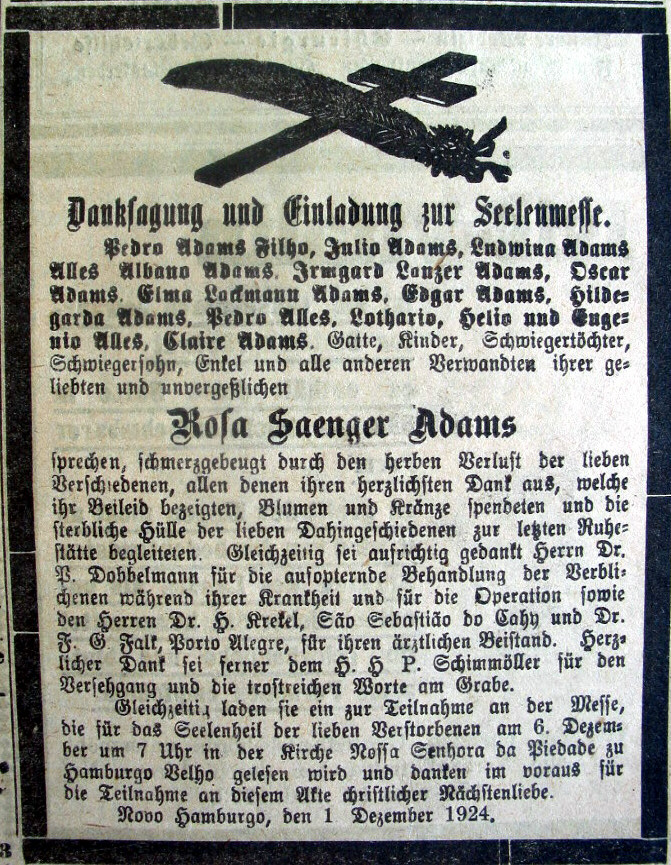 Danksagung und Einladung zur Seelenmesse.
Pedro Adams Filho, Julio Adams, Ludwina Adams
Alles Albano Adams, Irmgard Lanzer Adams, Oscar
Adams, Elma Lackmann Adams, Edgar Adams, Hilde-
garda Adams, Pedro Alles, Lothario, Helio und Euge-
nio Alles, Claire Adams. Gatte, Kinder, Schwiegertöchter,
Schwiegersohn, Enkel und alle anderen Verwandten ihrer ge-
liebten und unvergeßlichen
Rosa Saenger Adams
sprechen, schmerzgebeugt durch den herben Verlust der lieben
Verschiedenen, allen denen ihren herzlichsten Dank aus, welche
ihr Beileid bezeigten, Blumen und Kränze spendeten und die
sterbliche Hülle der lieben Dahingeschiedenen zur letzten Ruhe-
stätte begleiteten. Gleichzeitig sei aufrichtig gedankt Herrn Dr.
P. Dobbelmann für die aufopternde Behandlung der Verbli-
chenen während ihrer Krankheit und für die Operation sowie
den Herren Dr. H. Krekel, São Sebastião do Cahy und Dr.
F. G Falk, Porto Alegre, für ihren ärztlichen Beistand. Herz-
licher Dank sei ferner dem H. H P. Schimmöller für den
Versehgang und die trostreichen Worte am Grabe.
Gleichzeitig laden sie ein zur Teilnahme an der Messe,
die für das Seelenheil der lieben Verstorbenen am 6. Dezem-
ber um 7 Uhr in der Kirche Nossa Senhora da Piedade zu
Hamburgo Velho gelesen wird und danken im voraus für
die Teilnahme an diesem Akte christlicher Nächstenliebe.
Novo Hamburgo, den 1 Dezember 1924.